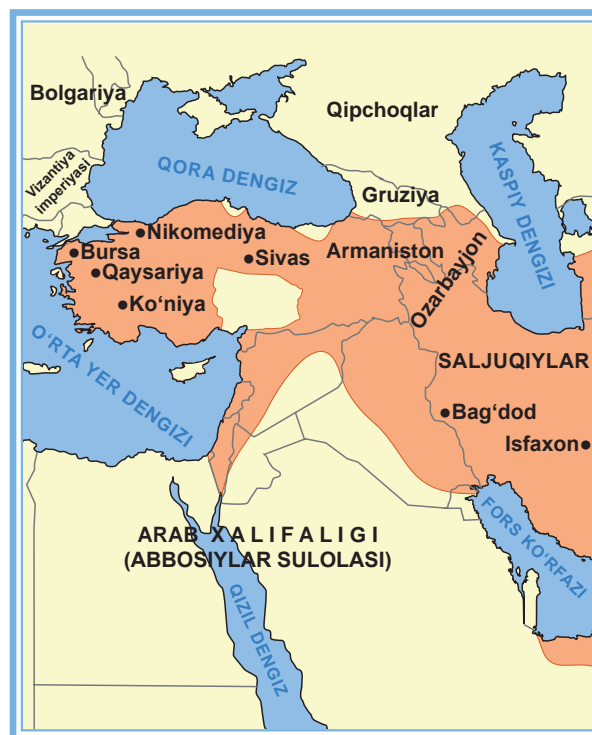 Bolgariya
Qipchoqlar
Vizantiya
Imperiyasi
QORA DENGIZ
KASPIY DENGIZI
Gruziya
Nikomediya
Bursa
Sivas
Armaniston
Ozarbayjon
Qaysariya
Ko‘niya
O‘RTA YER DENGIZI
SALJUQIYLAR
Bag‘dod
Isfaxon
ARAB XALIFALIGI
(ABBOSIYLAR SULOLASI)
FORS KO‘RFAZI
QIZIL DENGIZ